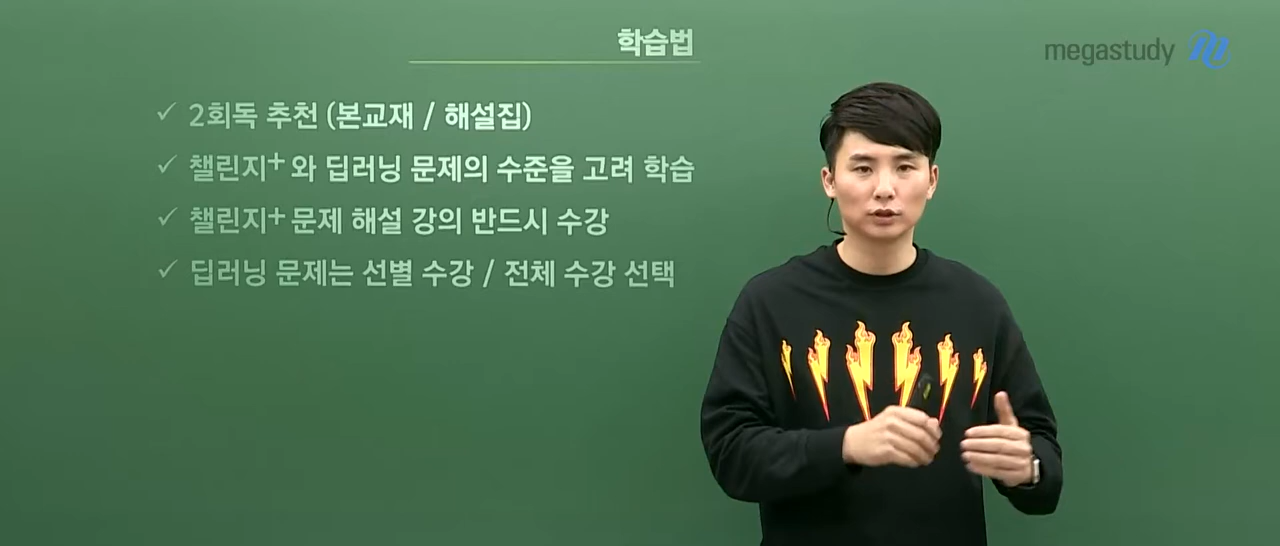 학습법
megastudy
✓ 2회독 추천 (본교재 / 해설집)
✓ 챌린지+ 와 딥러닝 문제의 수준을 고려 학습
✓ 챌린지+ 문제 해설 강의 반드시 수강
✓ 딥러닝 문제는 선별 수강 / 전체 수강 선택